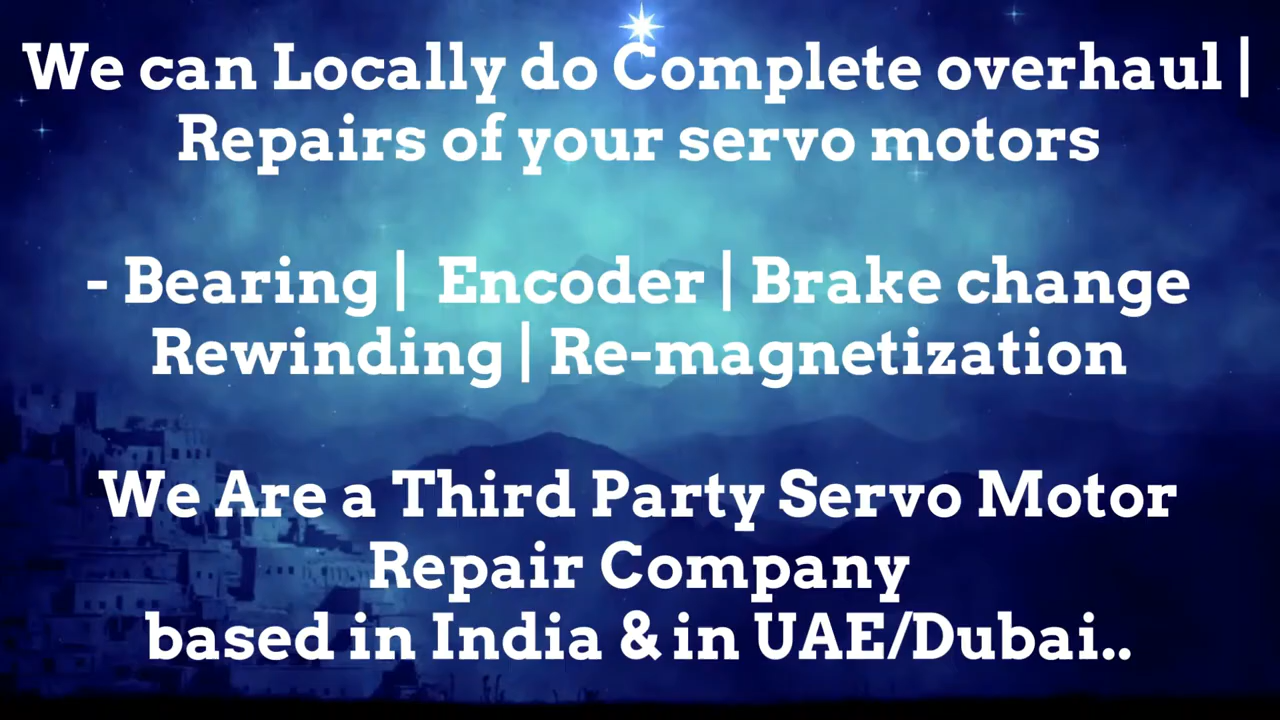 We can Locally do Complete overhaul |
Repairs of your servo motors
- Bearing | Encoder | Brake change
Rewinding | Re-magnetization
We Are a Third Party Servo Motor
Repair Company
based in India & in UAE/Dubai..